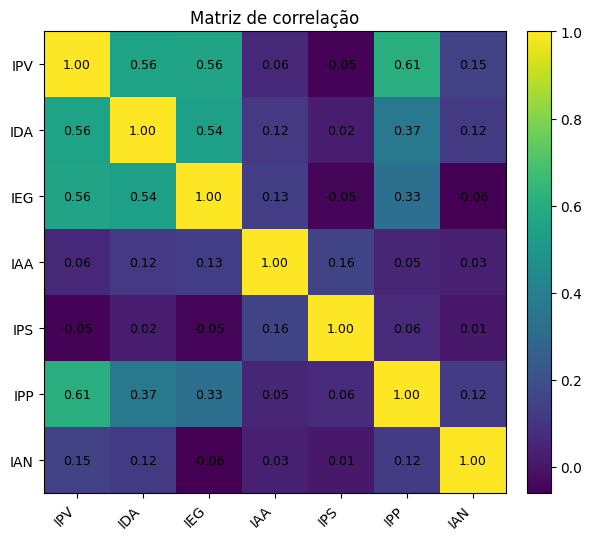 Matriz de correlação
IPV 1.00 0.56 0.56 0.06 -0.05 0.61 0.15
IDA 0.56 1.00 0.54 0.12 0.02 0.37 0.12
IEG 0.56 0.54 1.00 0.13 -0.05 0.33 -0.06
IAA 0.06 0.12 0.13 1.00 0.16 0.05 0.03
IPS -0.05 0.02 -0.05 0.16 1.00 0.06 0.01
IPP 0.61 0.37 0.33 0.05 0.06 1.00 0.12
IAN 0.15 0.12 -0.06 0.03 0.01 0.12 1.00
IPV IDA IEG IAA IPS IPP IAN
1.0
0.8
0.6
0.4
0.2
0.0